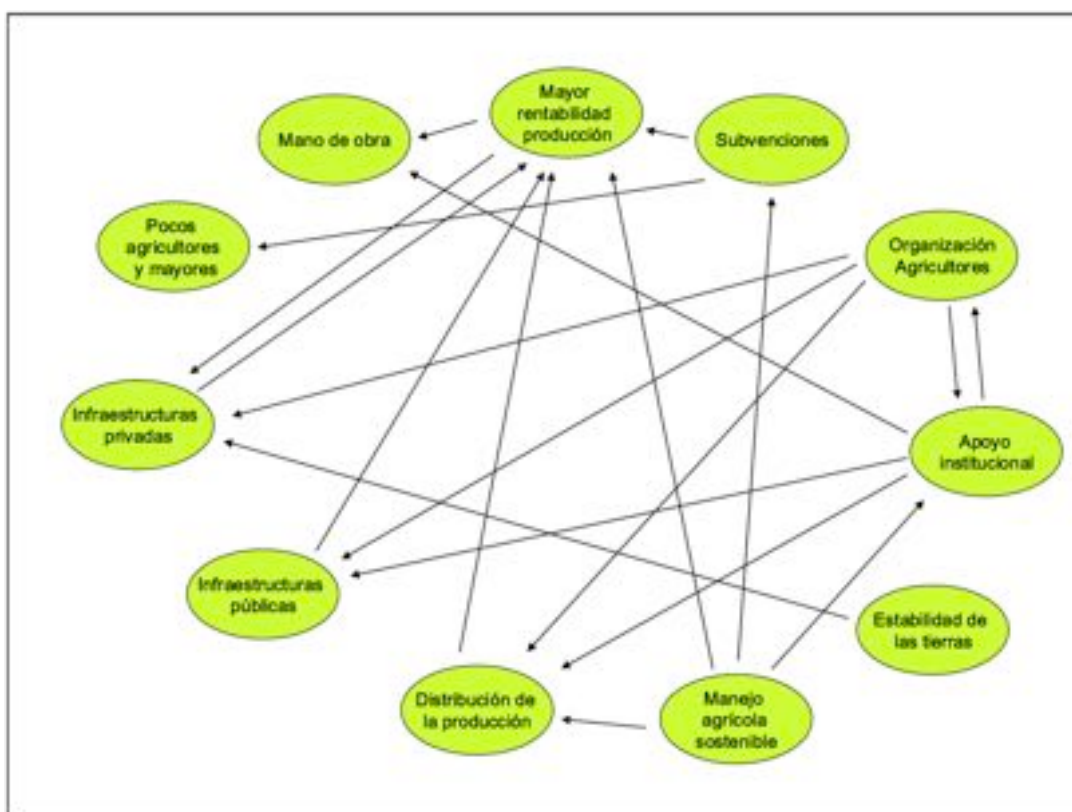 Mayor
rentabilidad
producción
Mano de obra
Subvenciones
Pocos
agricultores
y mayores
Organización
Agricultores
Infraestructuras
privadas
Apoyo
institucional
Infraestructuras
públicas
Estabilidad de
las tierras
Distribución de
la producción
Manejo
agrícola
sostenible